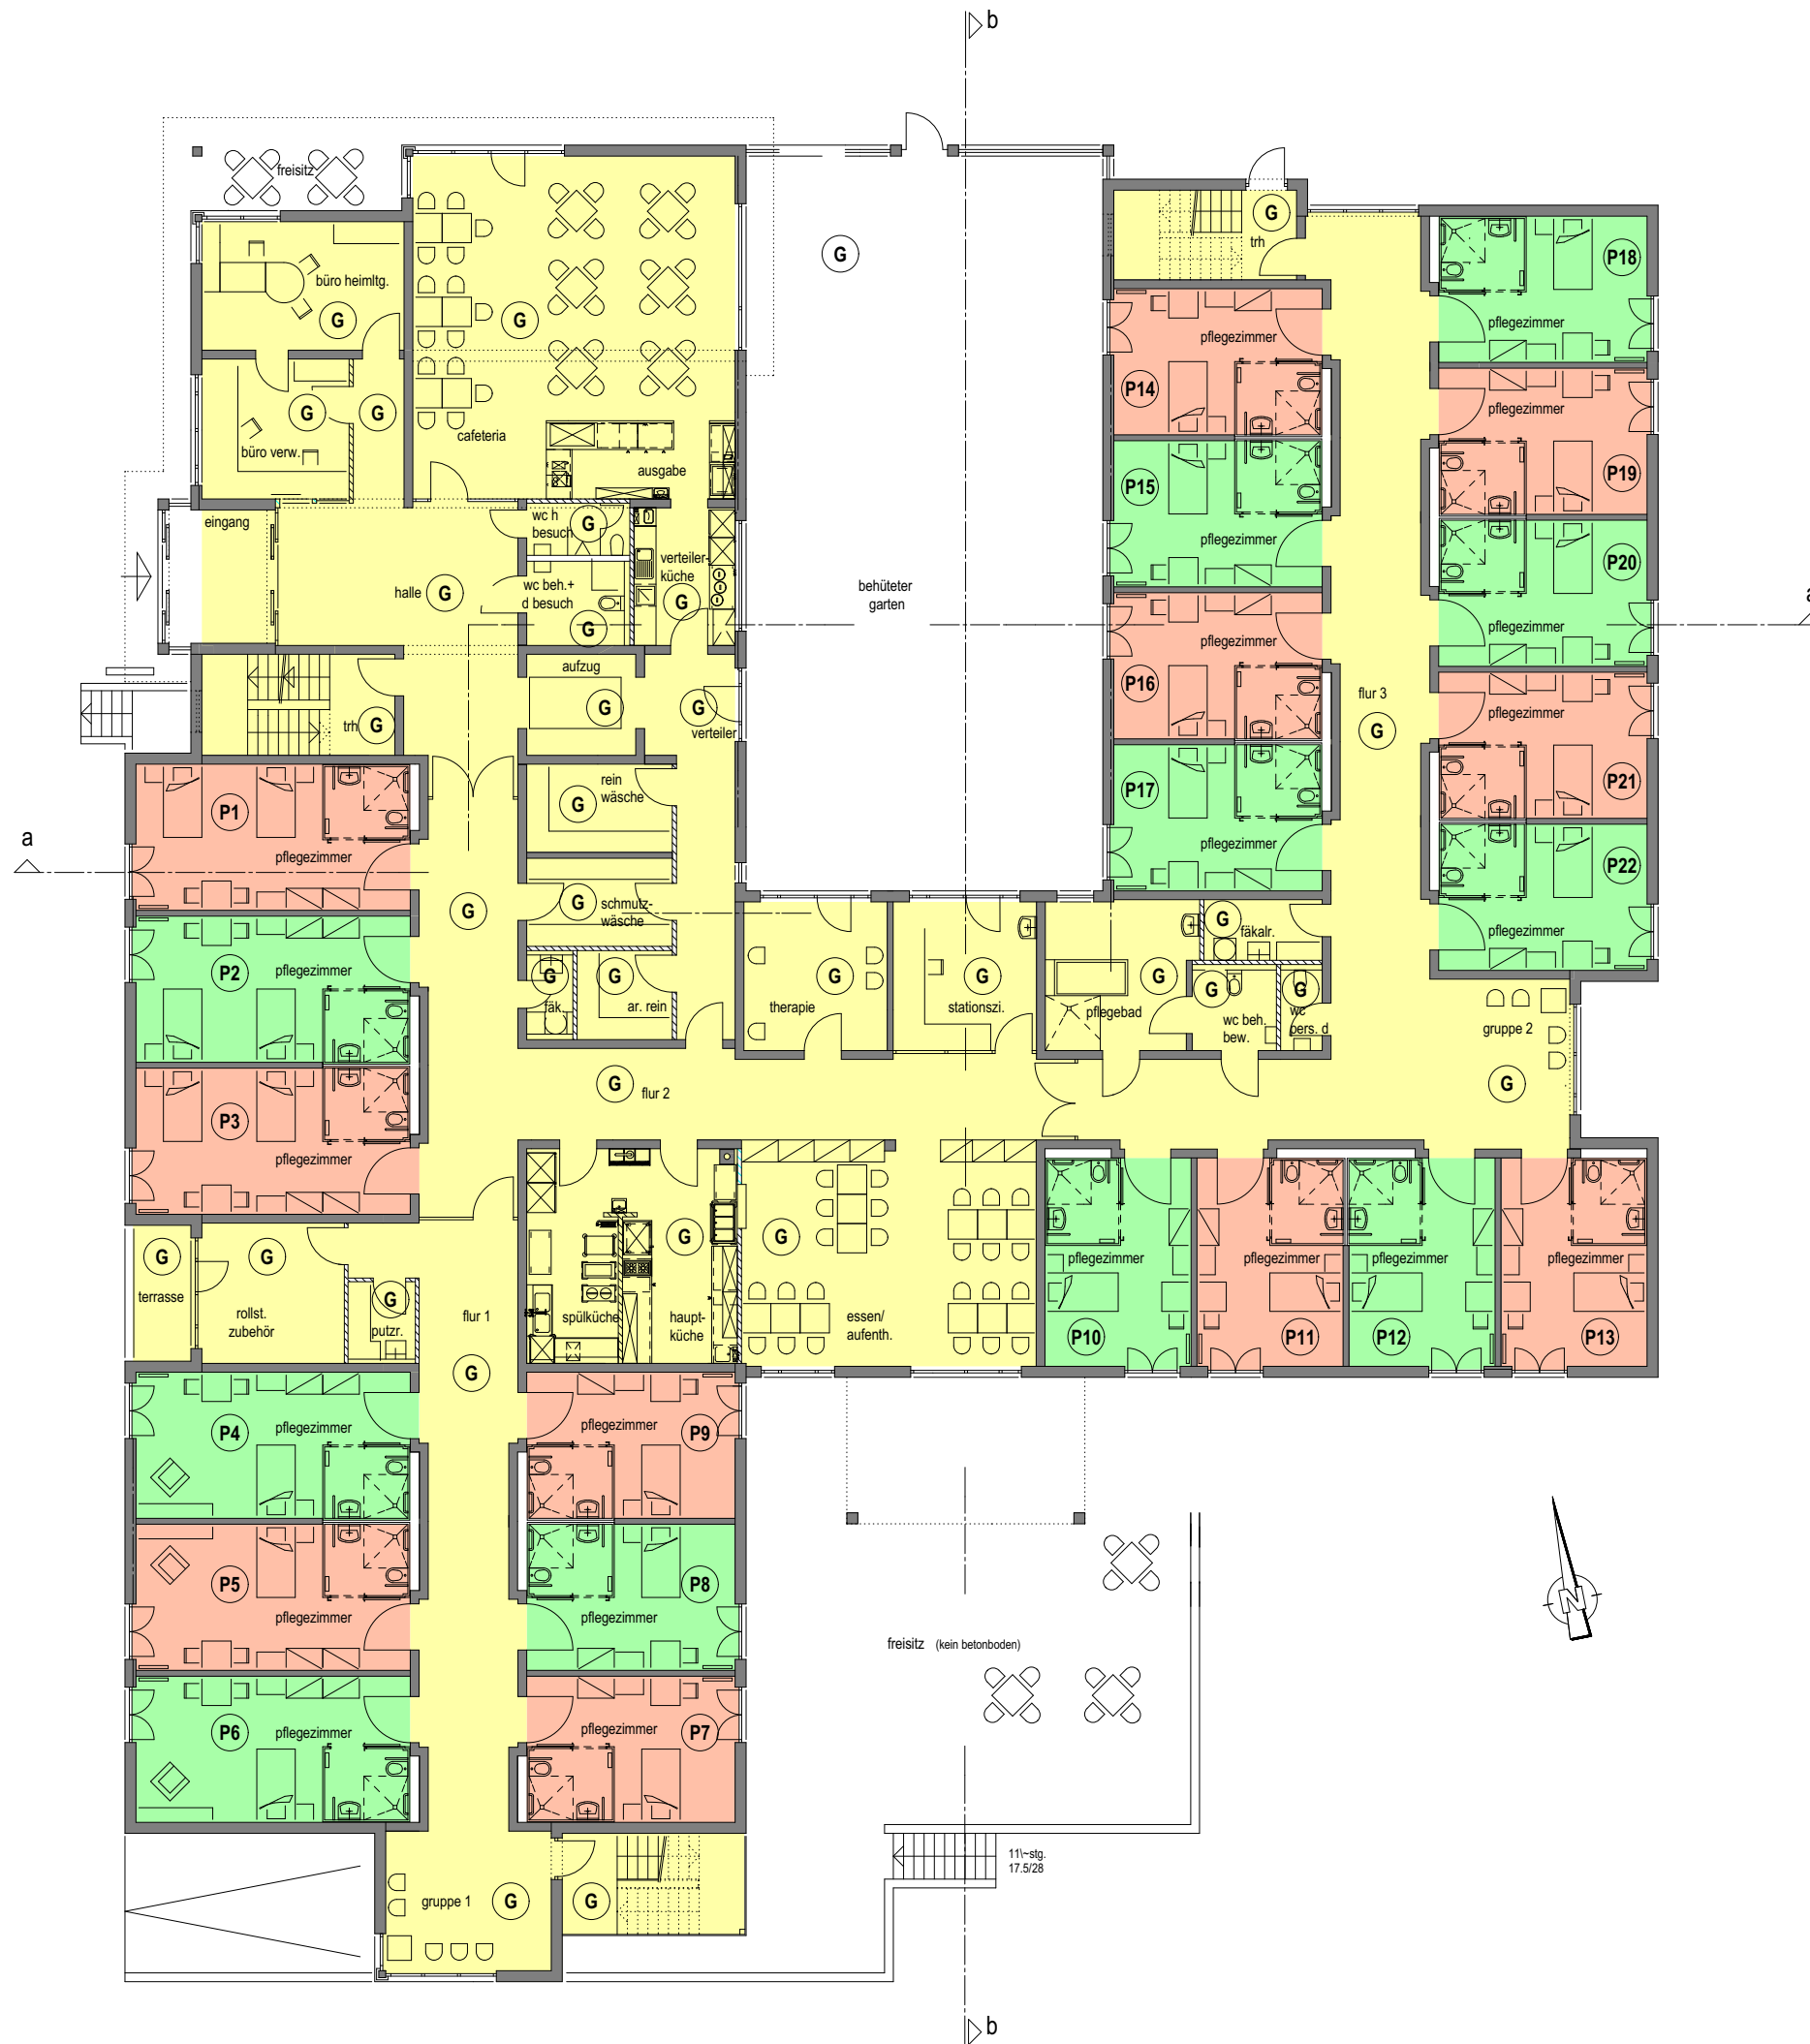 b
freisitz
G
trh
G
P18
büro heimltg.
G
G
pflegezimmer
pflegezimmer
P14
pflegezimmer
G
G
büro verw.
cafeteria
ausgabe
P19
P15
eingang
wc h
besuch
G
pflegezimmer
verteiler-
küche
G
halle
G
wc beh.+
d besuch
G
behüteter
garten
P20
a
pflegezimmer
pflegezimmer
aufzug
G
G
verteiler
P16
flur 3
G
pflegezimmer
trh
G
P21
rein
wäsche
G
P17
P1
pflegezimmer
pflegezimmer
a
P22
G
schmutz-
wäsche
G
G
fäkalr.
pflegezimmer
P2
pflegezimmer
G
fäk.
G
ar. rein
G
therapie
G
stationszi.
G
pflegebad
G
wc beh.
bew.
G
wc
pers. d
gruppe 2
G
G
flur 2
P3
pflegezimmer
G
terrasse
G
rollst.
zubehör
G
putzr.
flur 1
spülküche
G
haupt-
küche
G
essen/
aufenth.
pflegezimmer
P10
pflegezimmer
P11
pflegezimmer
P12
pflegezimmer
P13
G
pflegezimmer
P4
pflegezimmer
P9
P5
pflegezimmer
P8
pflegezimmer
N
freisitz (kein betonboden)
P6
pflegezimmer
pflegezimmer
P7
11\~stg.
17.5/28
gruppe 1
G
G
b